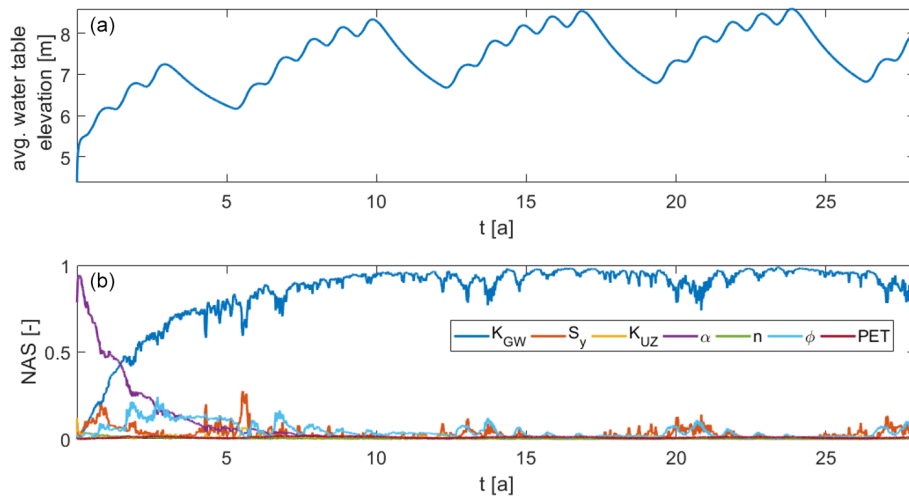 (a)
avg. water table
elevation [m]
8
7
6
5
5 10 15 20 25
t [a]
(b)
NAS [-]
1
0.5
0
K_GW S_y K_UZ α n ϕ PET
5 10 15 20 25
t [a]